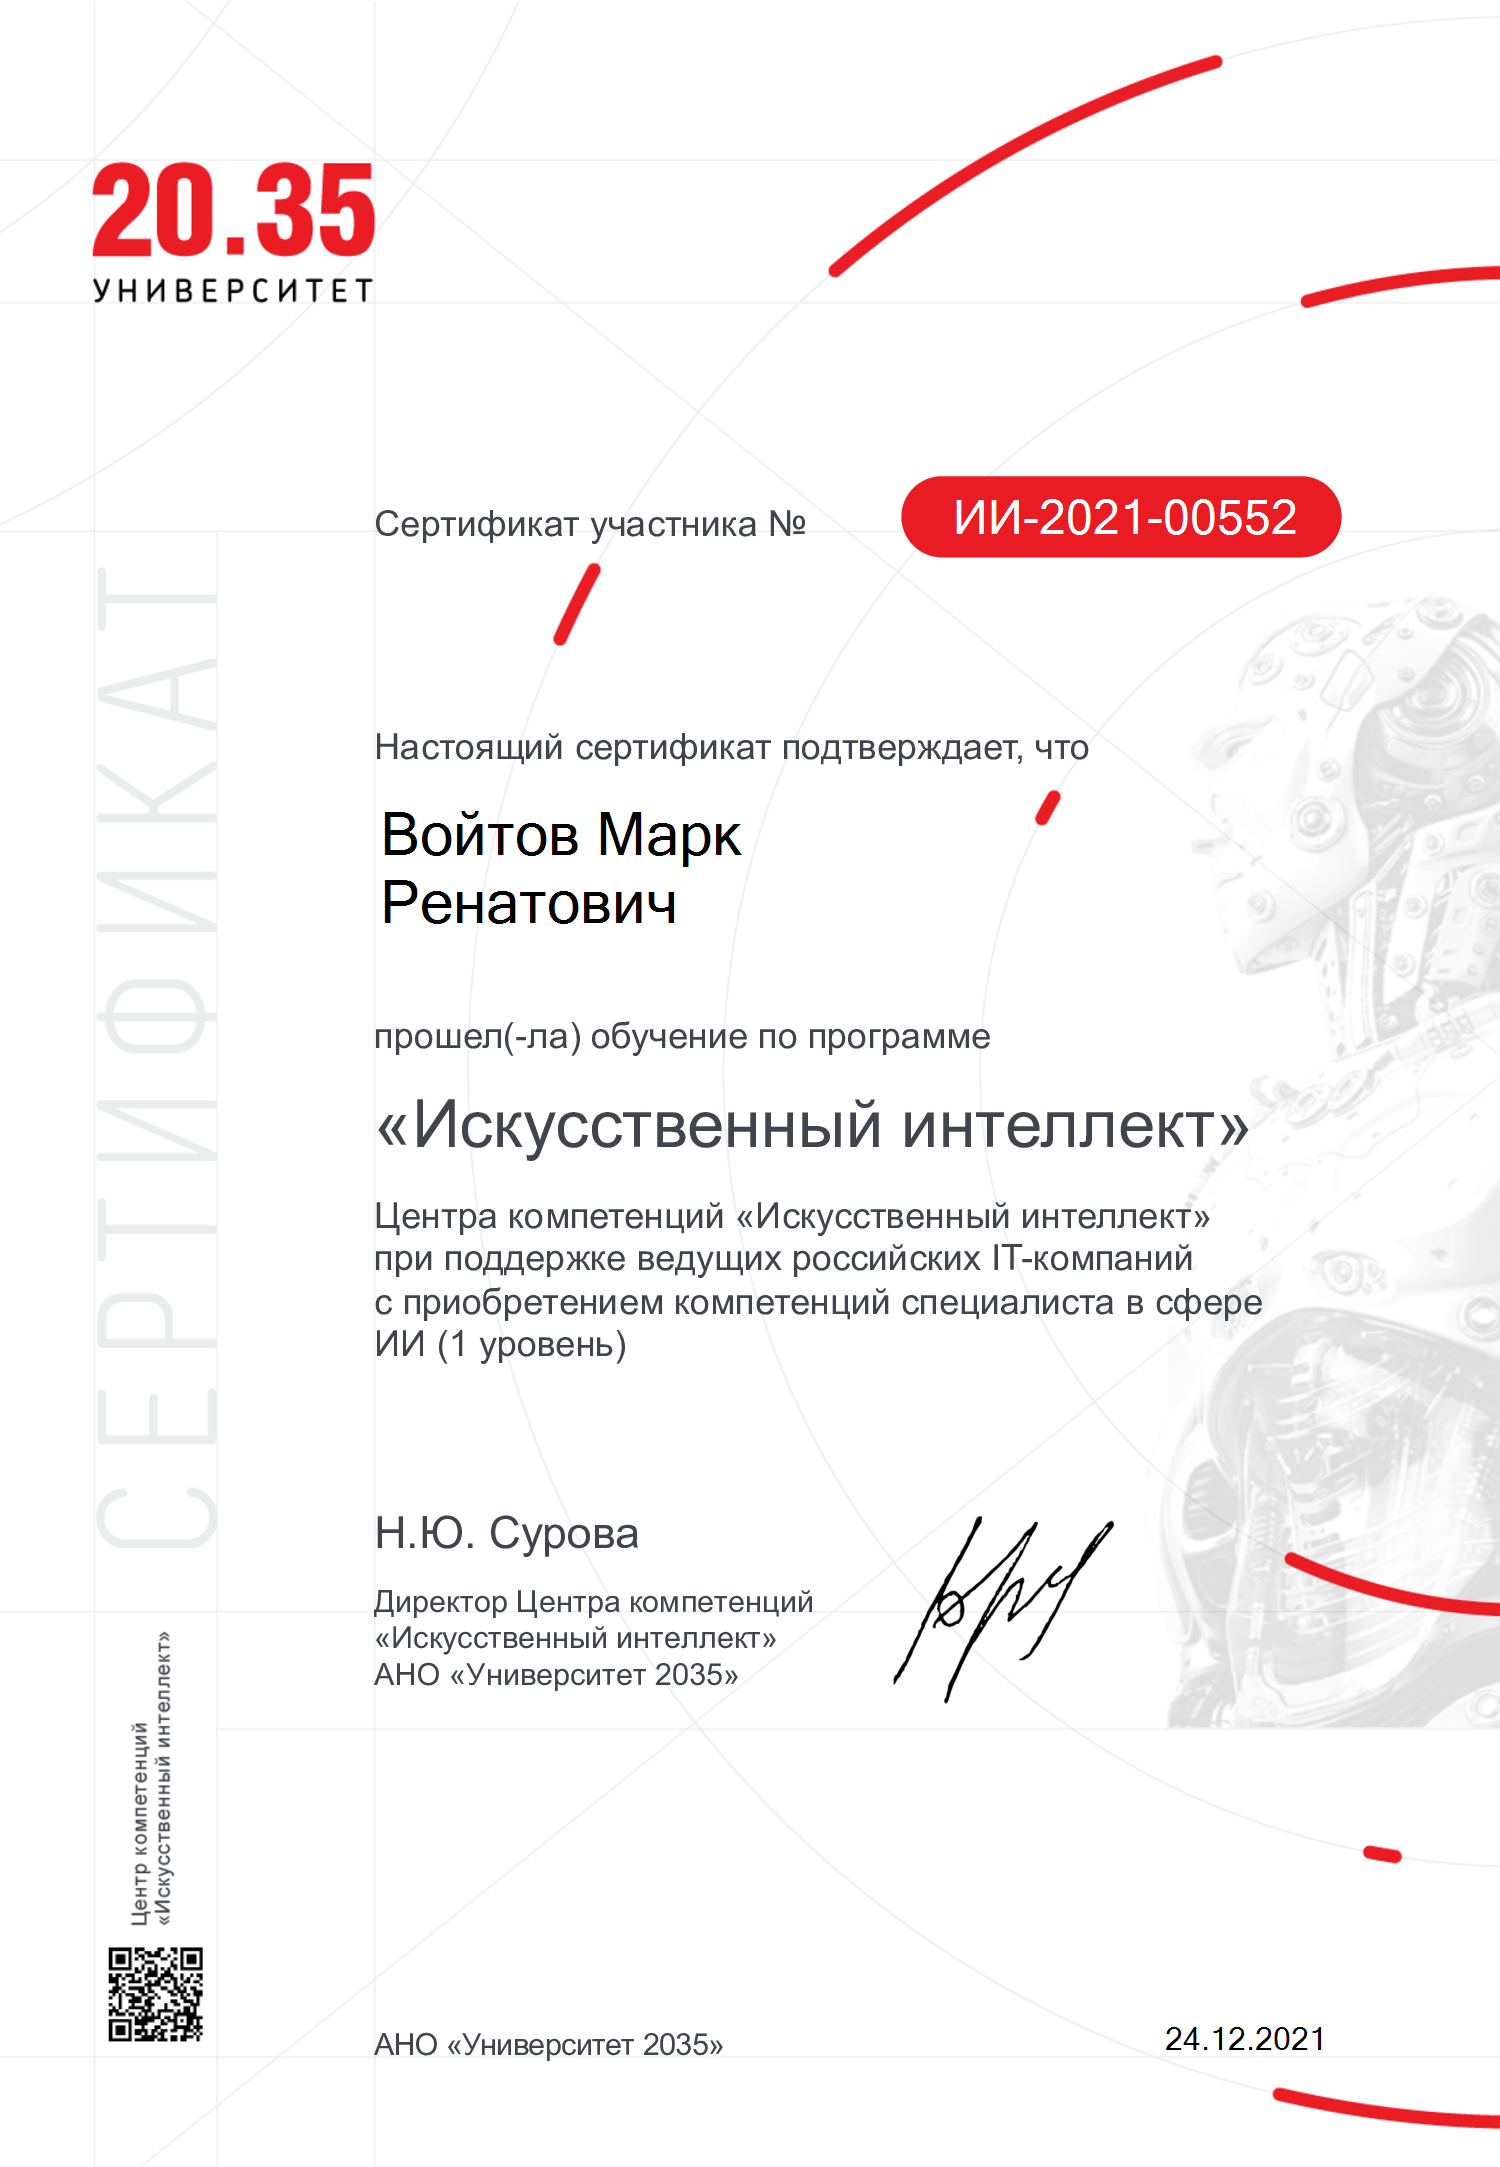 20.35
УНИВЕРСИТЕТ
Сертификат участника №
ИИ-2021-00552
СЕРТИФИКАТ
Настоящий сертификат подтверждает, что
Войтов Марк
Ренатович
прошел(-ла) обучение по программе
«Искусственный интеллект»
Центра компетенций «Искусственный интеллект»
при поддержке ведущих российских IT-компаний
с приобретением компетенций специалиста в сфере
ИИ (1 уровень)
Н.Ю. Сурова
Директор Центра компетенций
«Искусственный интеллект»
АНО «Университет 2035»
Центр компетенций
«Искусственный интеллект»
АНО «Университет 2035»
24.12.2021